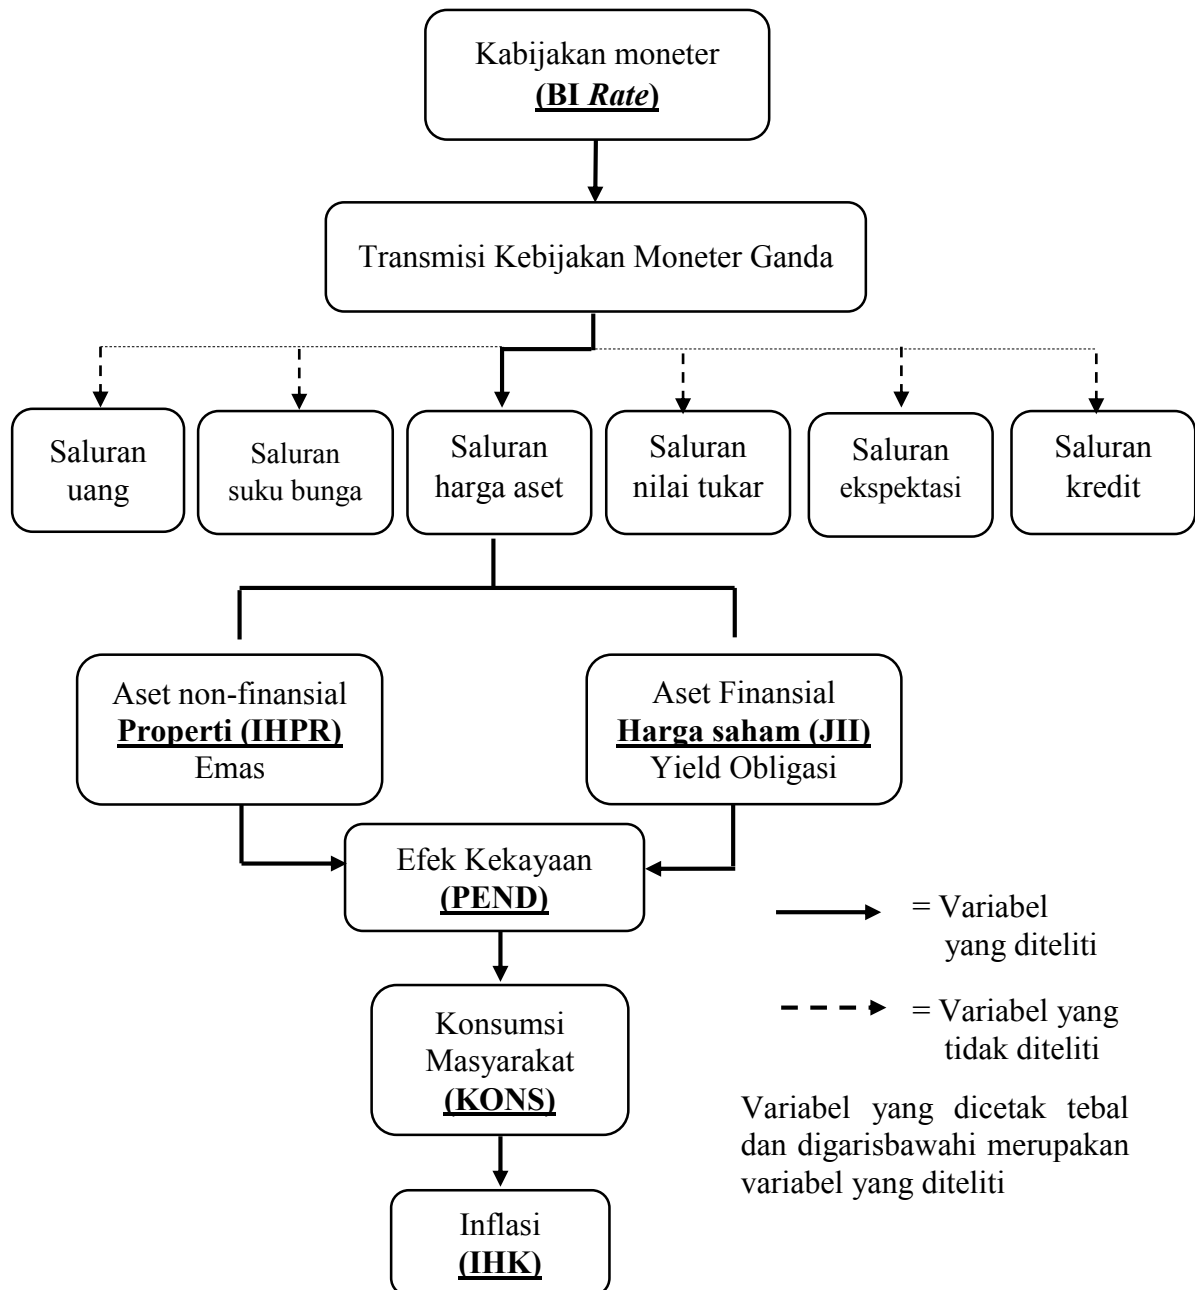 Kabijakan moneter
(BI Rate)
Transmisi Kebijakan Moneter Ganda
Saluran
uang
Saluran
suku bunga
Saluran
harga aset
Saluran
nilai tukar
Saluran
ekspektasi
Saluran
kredit
Aset non-finansial
Properti (IHPR)
Emas
Aset Finansial
Harga saham (JII)
Yield Obligasi
Efek Kekayaan
(PEND)
Konsumsi
Masyarakat
(KONS)
Inflasi
(IHK)
= Variabel
yang diteliti
= Variabel yang
tidak diteliti
Variabel yang dicetak tebal
dan digarisbawahi merupakan
variabel yang diteliti